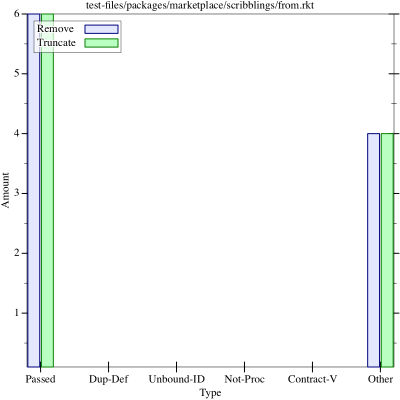 test-files/packages/marketplace/scribblings/from.rkt
Remove
Truncate
6
5
4
3
2
1
Amount
Passed Dup-Def Unbound-ID Not-Proc Contract-V Other
Type